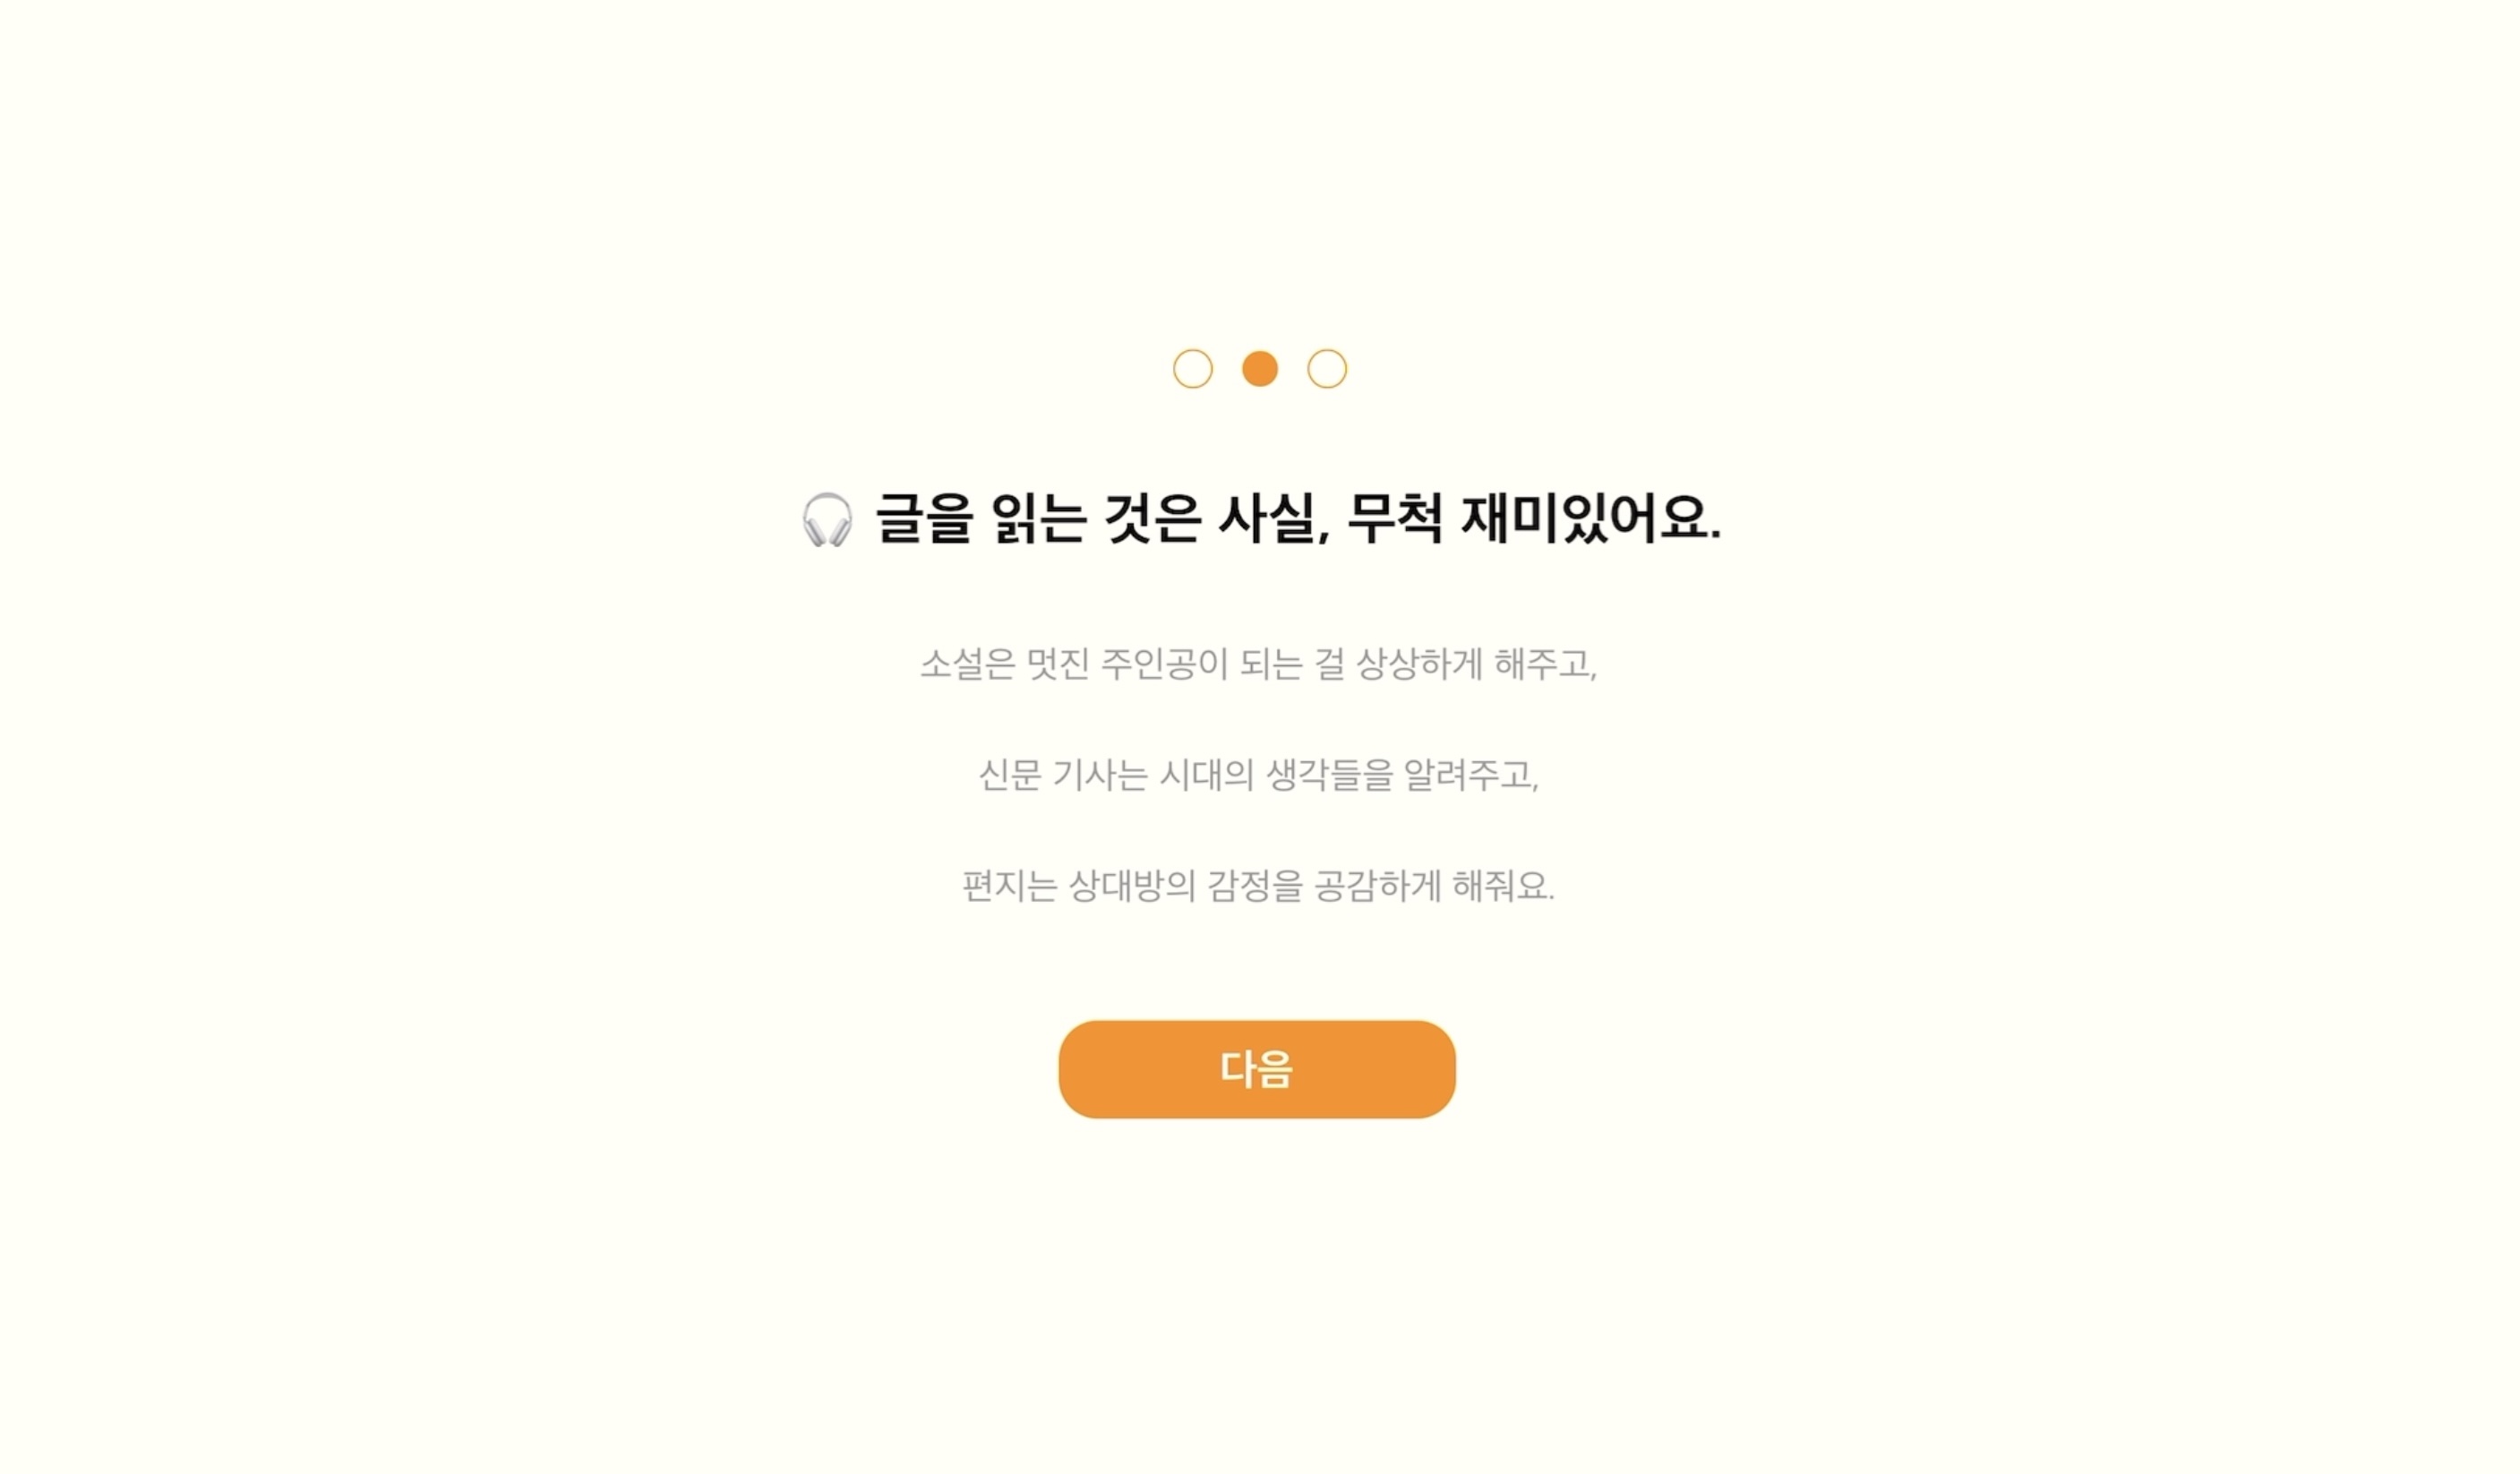 글을 읽는 것은 사실, 무척 재미있어요.
소설은 멋진 주인공이 되는 걸 상상하게 해주고,
신문 기사는 시대의 생각들을 알려주고,
편지는 상대방의 감정을 공감하게 해줘요.
다음